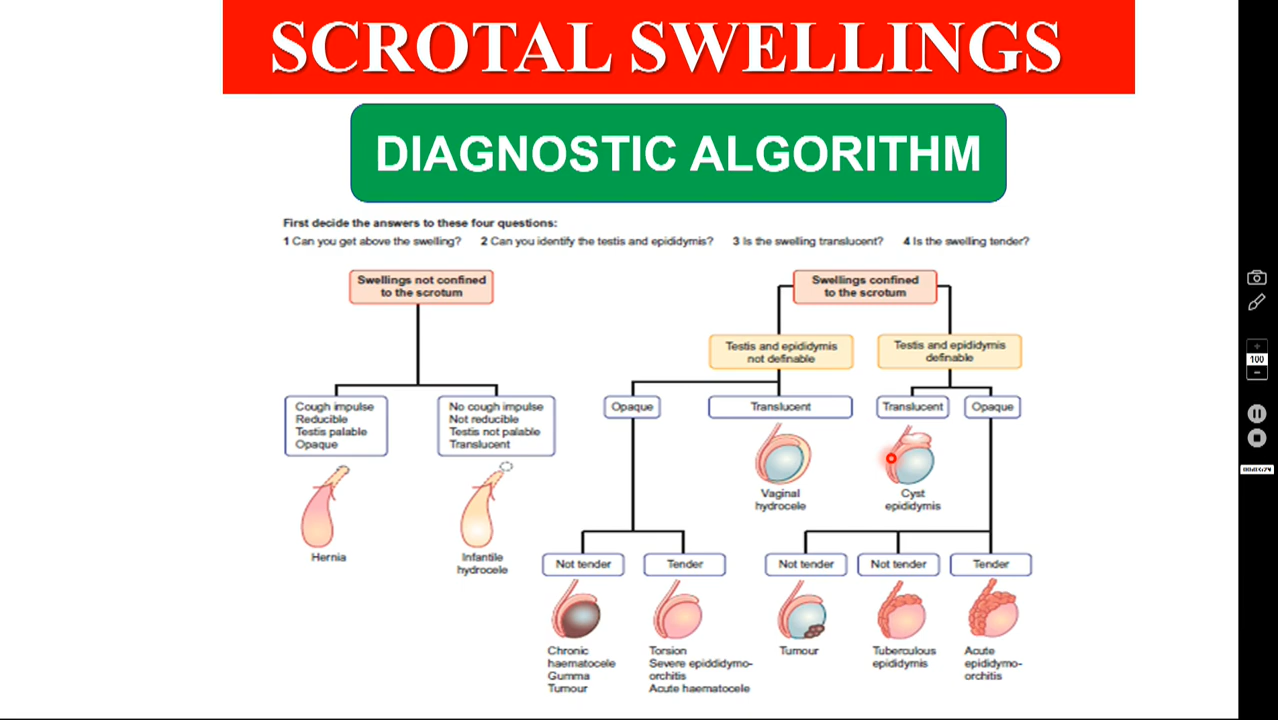 SCROTAL SWELLINGS
DIAGNOSTIC ALGORITHM
First decide the answers to these four questions:
1 Can you get above the swelling? 2 Can you identify the testis and epididymis? 3 Is the swelling translucent? 4 Is the swelling tender?
Swellings not confined
to the scrotum
Swellings confined
to the scrotum
Testis and epididymis
not definable
Testis and epididymis
definable
Cough impulse
Reducible
Testis palable
Opaque
No cough impulse
Not reducible
Testis not palable
Translucent
Opaque
Translucent
Translucent
Opaque
Hernia
Infantile
hydrocele
Vaginal
hydrocele
Cyst
epididymis
Not tender
Tender
Not tender
Not tender
Tender
Chronic
haematocele
Gumma
Tumour
Torsion
Severe epiddidymo-
orchitis
Acute haematocele
Tumour
Tuberculous
epididymis
Acute
epididymo-
orchitis
+
100
-